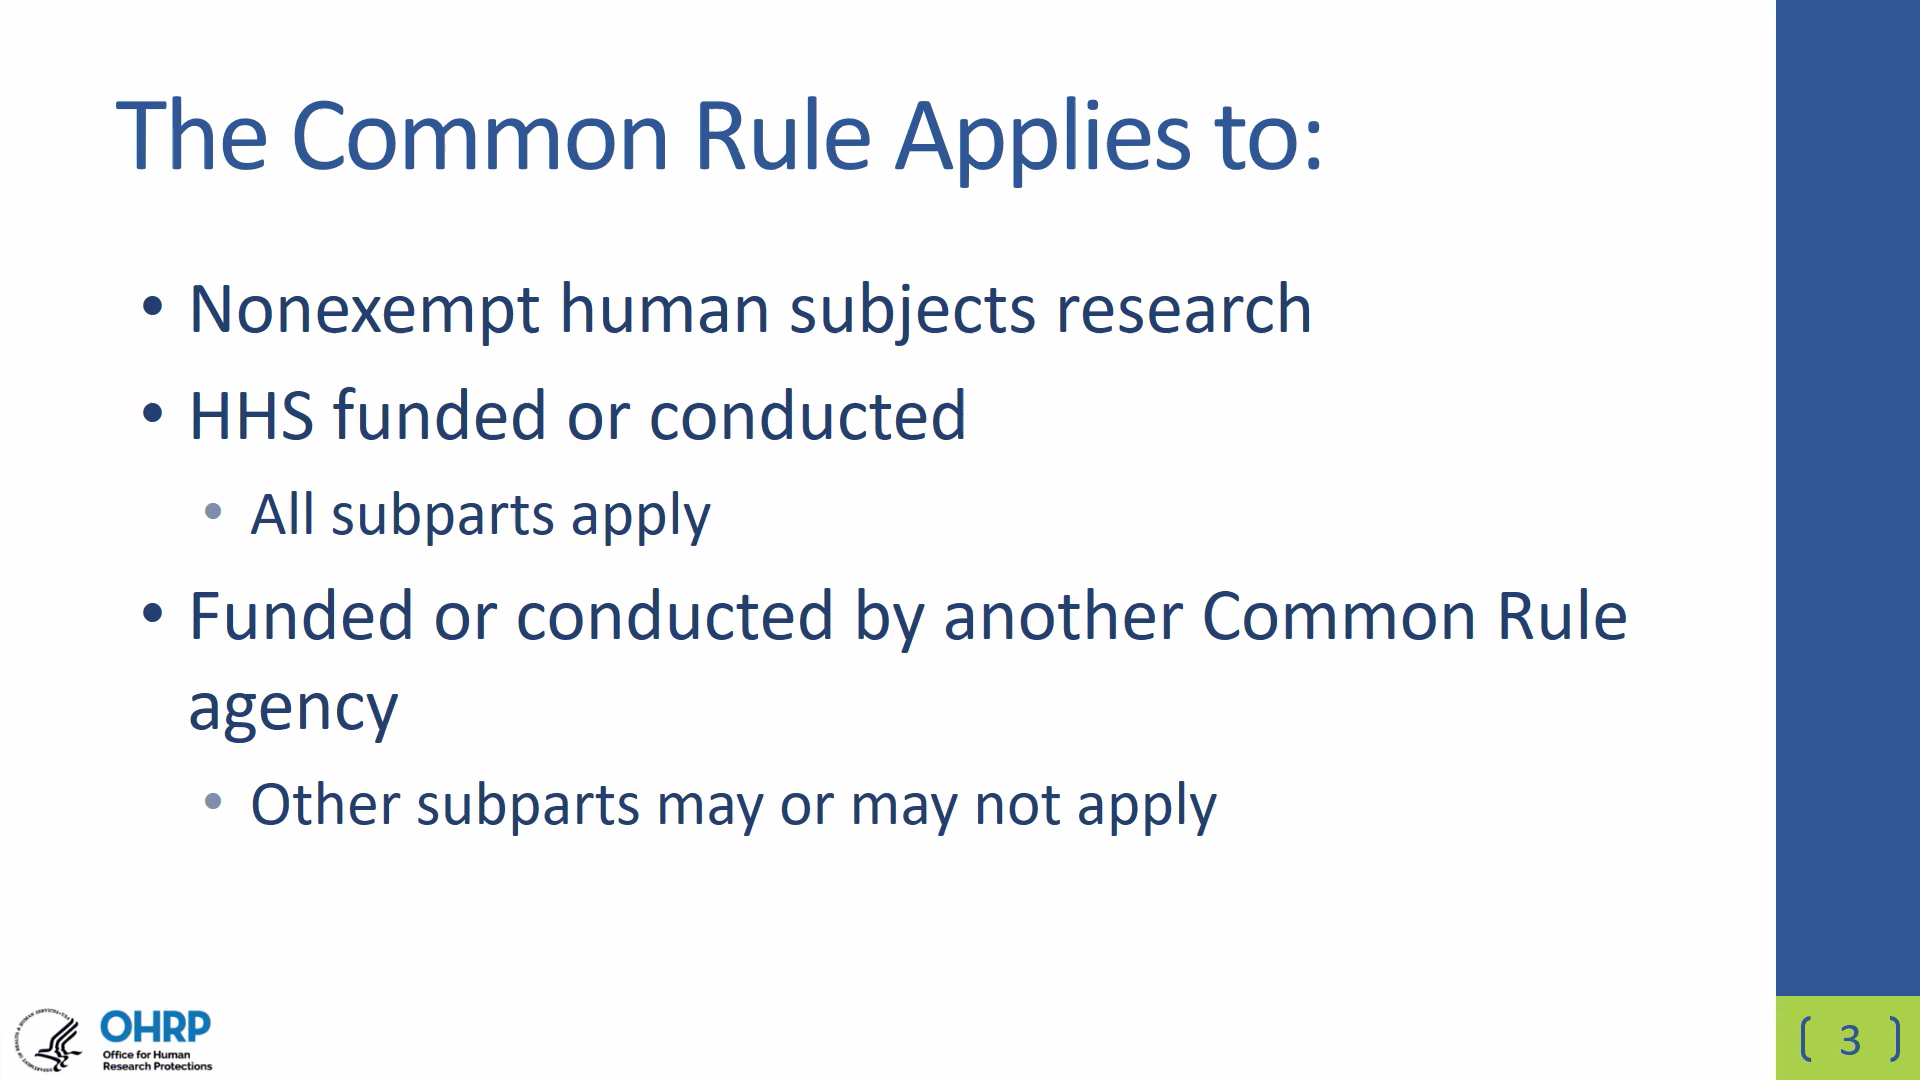 The Common Rule Applies to:
• Nonexempt human subjects research
• HHS funded or conducted
• All subparts apply
• Funded or conducted by another Common Rule
agency
• Other subparts may or may not apply
OHRP
Office for Human
Research Protections
[ 3 ]